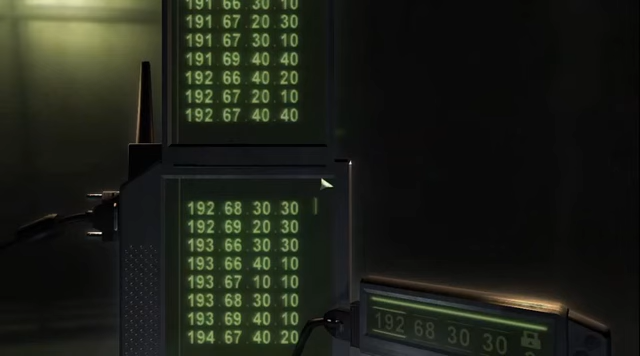 191 66 30 10
191 67 20 30
191 67 30 10
191 69 40 40
192 66 40 20
192 67 20 10
192 67 40 40
192 68 30 30
192 69 20 30
193 66 30 30
193 66 40 10
193 67 10 10
193 68 30 10
193 69 40 10
194 67 40 20
192 68 30 30